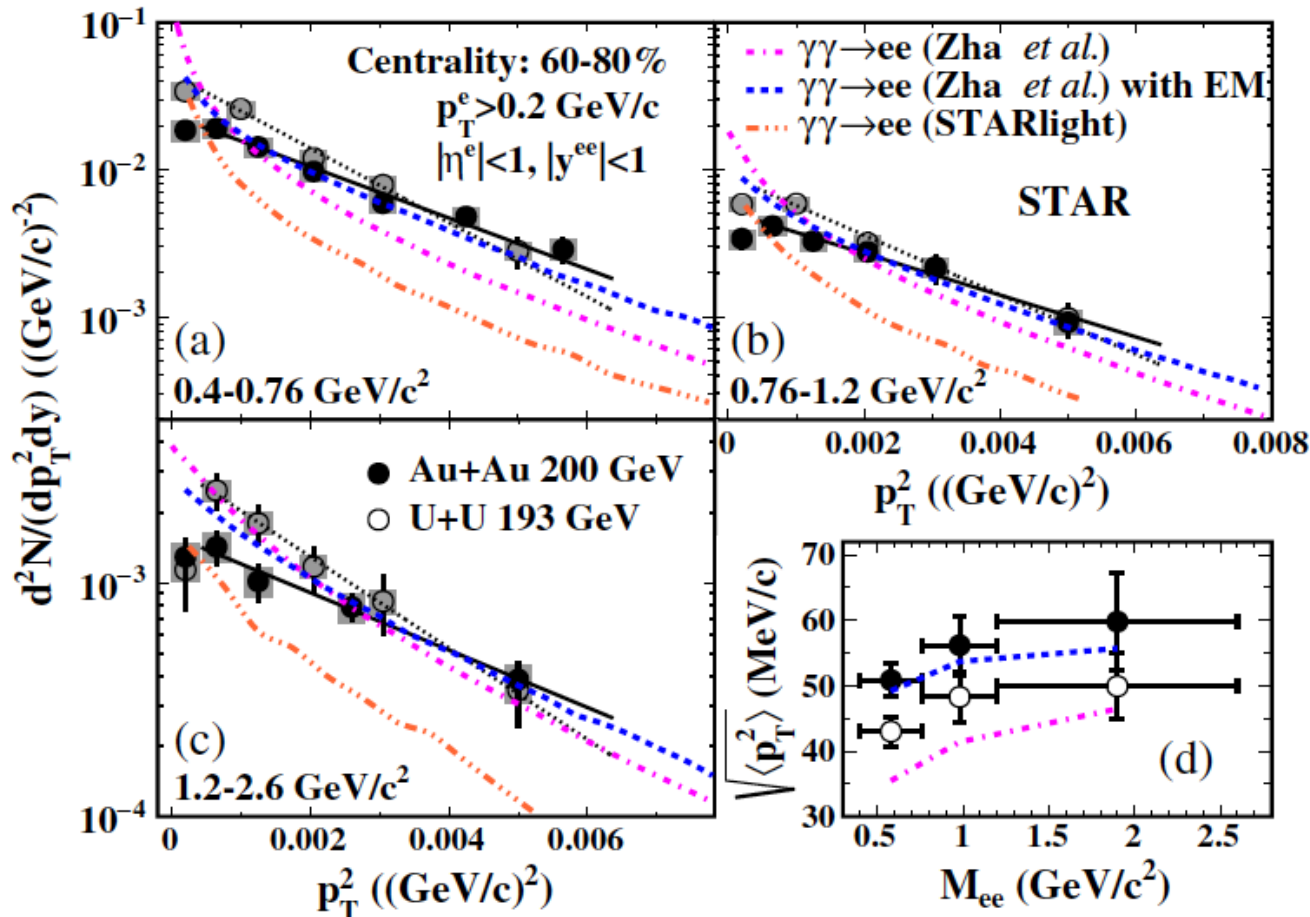 d²N/(dp_T²dy) ((GeV/c)⁻²)
10⁻¹
10⁻²
10⁻³
Centrality: 60-80%
p_T^e>0.2 GeV/c
|η^e|<1, |y^ee|<1
(a)
0.4-0.76 GeV/c²
γγ→ee (Zha et al.)
γγ→ee (Zha et al.) with EM
γγ→ee (STARlight)
STAR
(b)
0.76-1.2 GeV/c²
0 0.002 0.004 0.006 0.008
p_T² ((GeV/c)²)
10⁻³
10⁻⁴
Au+Au 200 GeV
U+U 193 GeV
(c)
1.2-2.6 GeV/c²
0 0.002 0.004 0.006
p_T² ((GeV/c)²)
√⟨p_T²⟩ (MeV/c)
70
60
50
40
30
(d)
0.5 1 1.5 2 2.5
M_ee (GeV/c²)